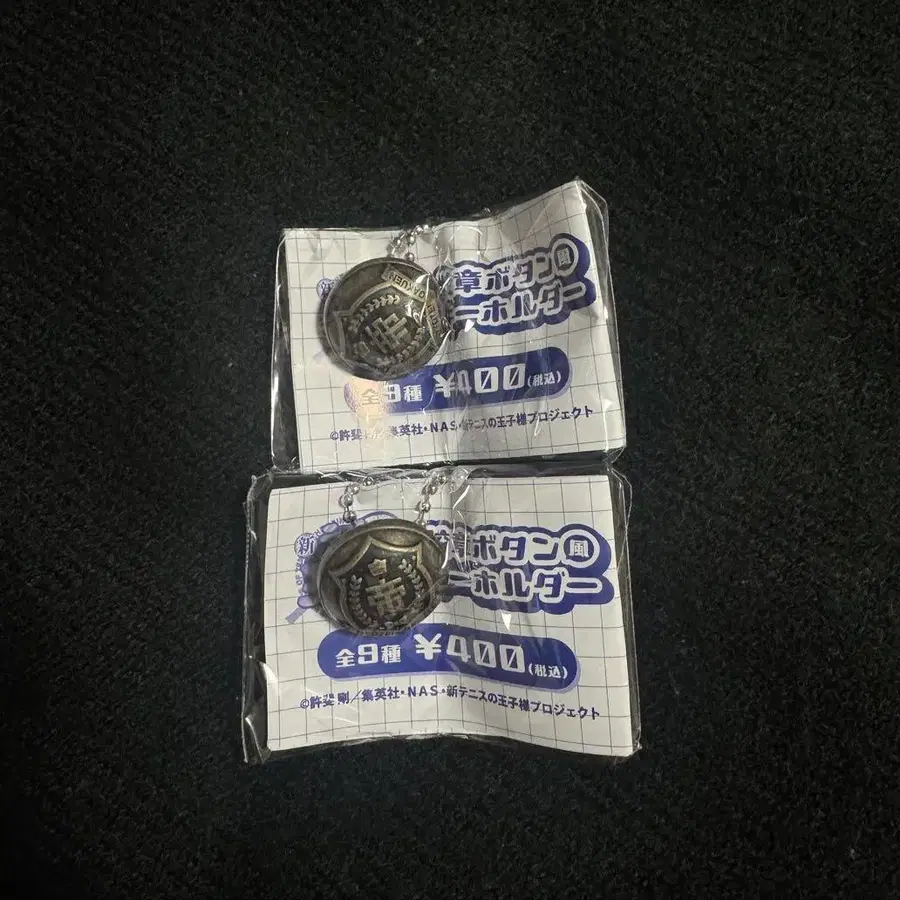 章ボタン風
ーホルダー
全9種 ¥400(税込)
©許斐 剛/集英社・NAS・新テニスの王子様プロジェクト
新
校章ボタン風
ーホルダー
全9種 ¥400(税込)
©許斐 剛/集英社・NAS・新テニスの王子様プロジェクト